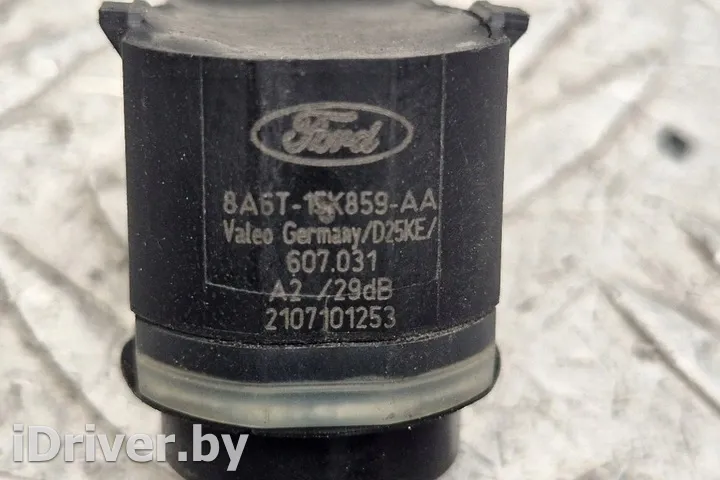 Ford
8A6T-15K859-AA
Valeo Germany/D25KE/
607.031
A2 /29dB
2107101253
iDriver.by